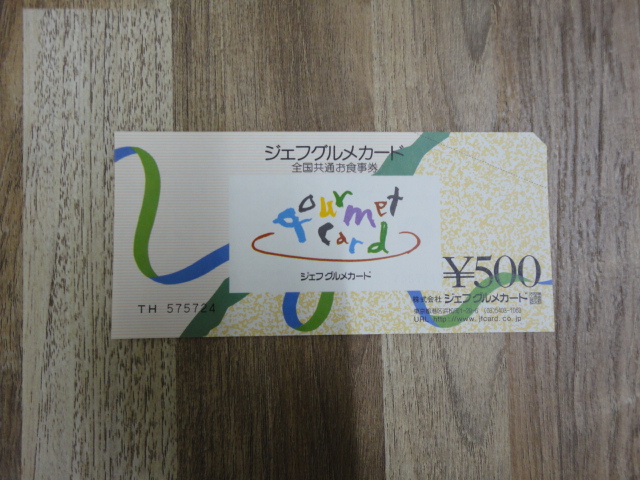 ジェフグルメカード
全国共通お食事券
gourmet
card
ジェフグルメカード
¥500
株式会社 ジェフグルメカード
TH 575724
URL http://www.jfcard.co.jp